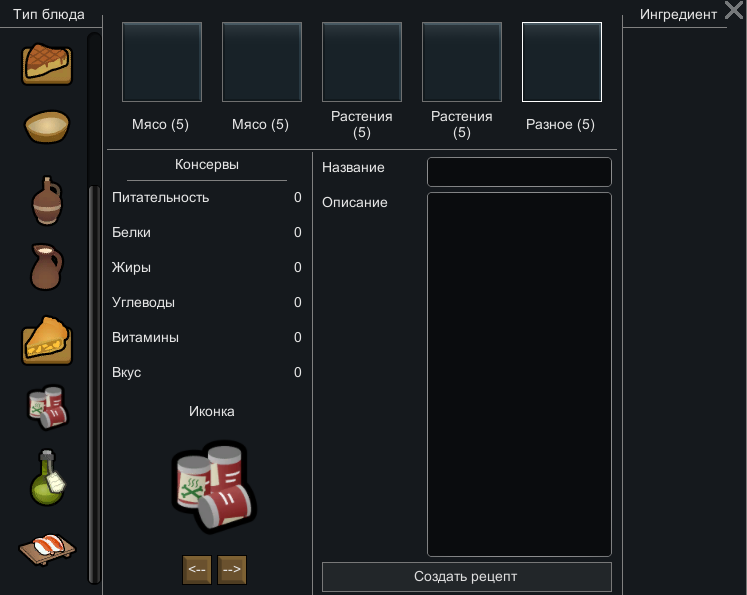 Тип блюда
Ингредиент
Мясо (5)
Мясо (5)
Растения
(5)
Растения
(5)
Разное (5)
Консервы
Питательность 0
Белки 0
Жиры 0
Углеводы 0
Витамины 0
Вкус 0
Иконка
<-- -->
Название
Описание
Создать рецепт